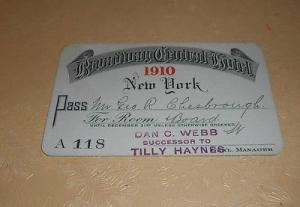 Broadway Central Hotel
1910
New York
Pass Mr Geo R Chesbrough
For Room & Board
UNTIL DECEMBER 31ST UNLESS OTHERWISE ORDERED
DAN C. WEBB
SUCCESSOR TO
A 118 TILLY HAYNES MANAGER